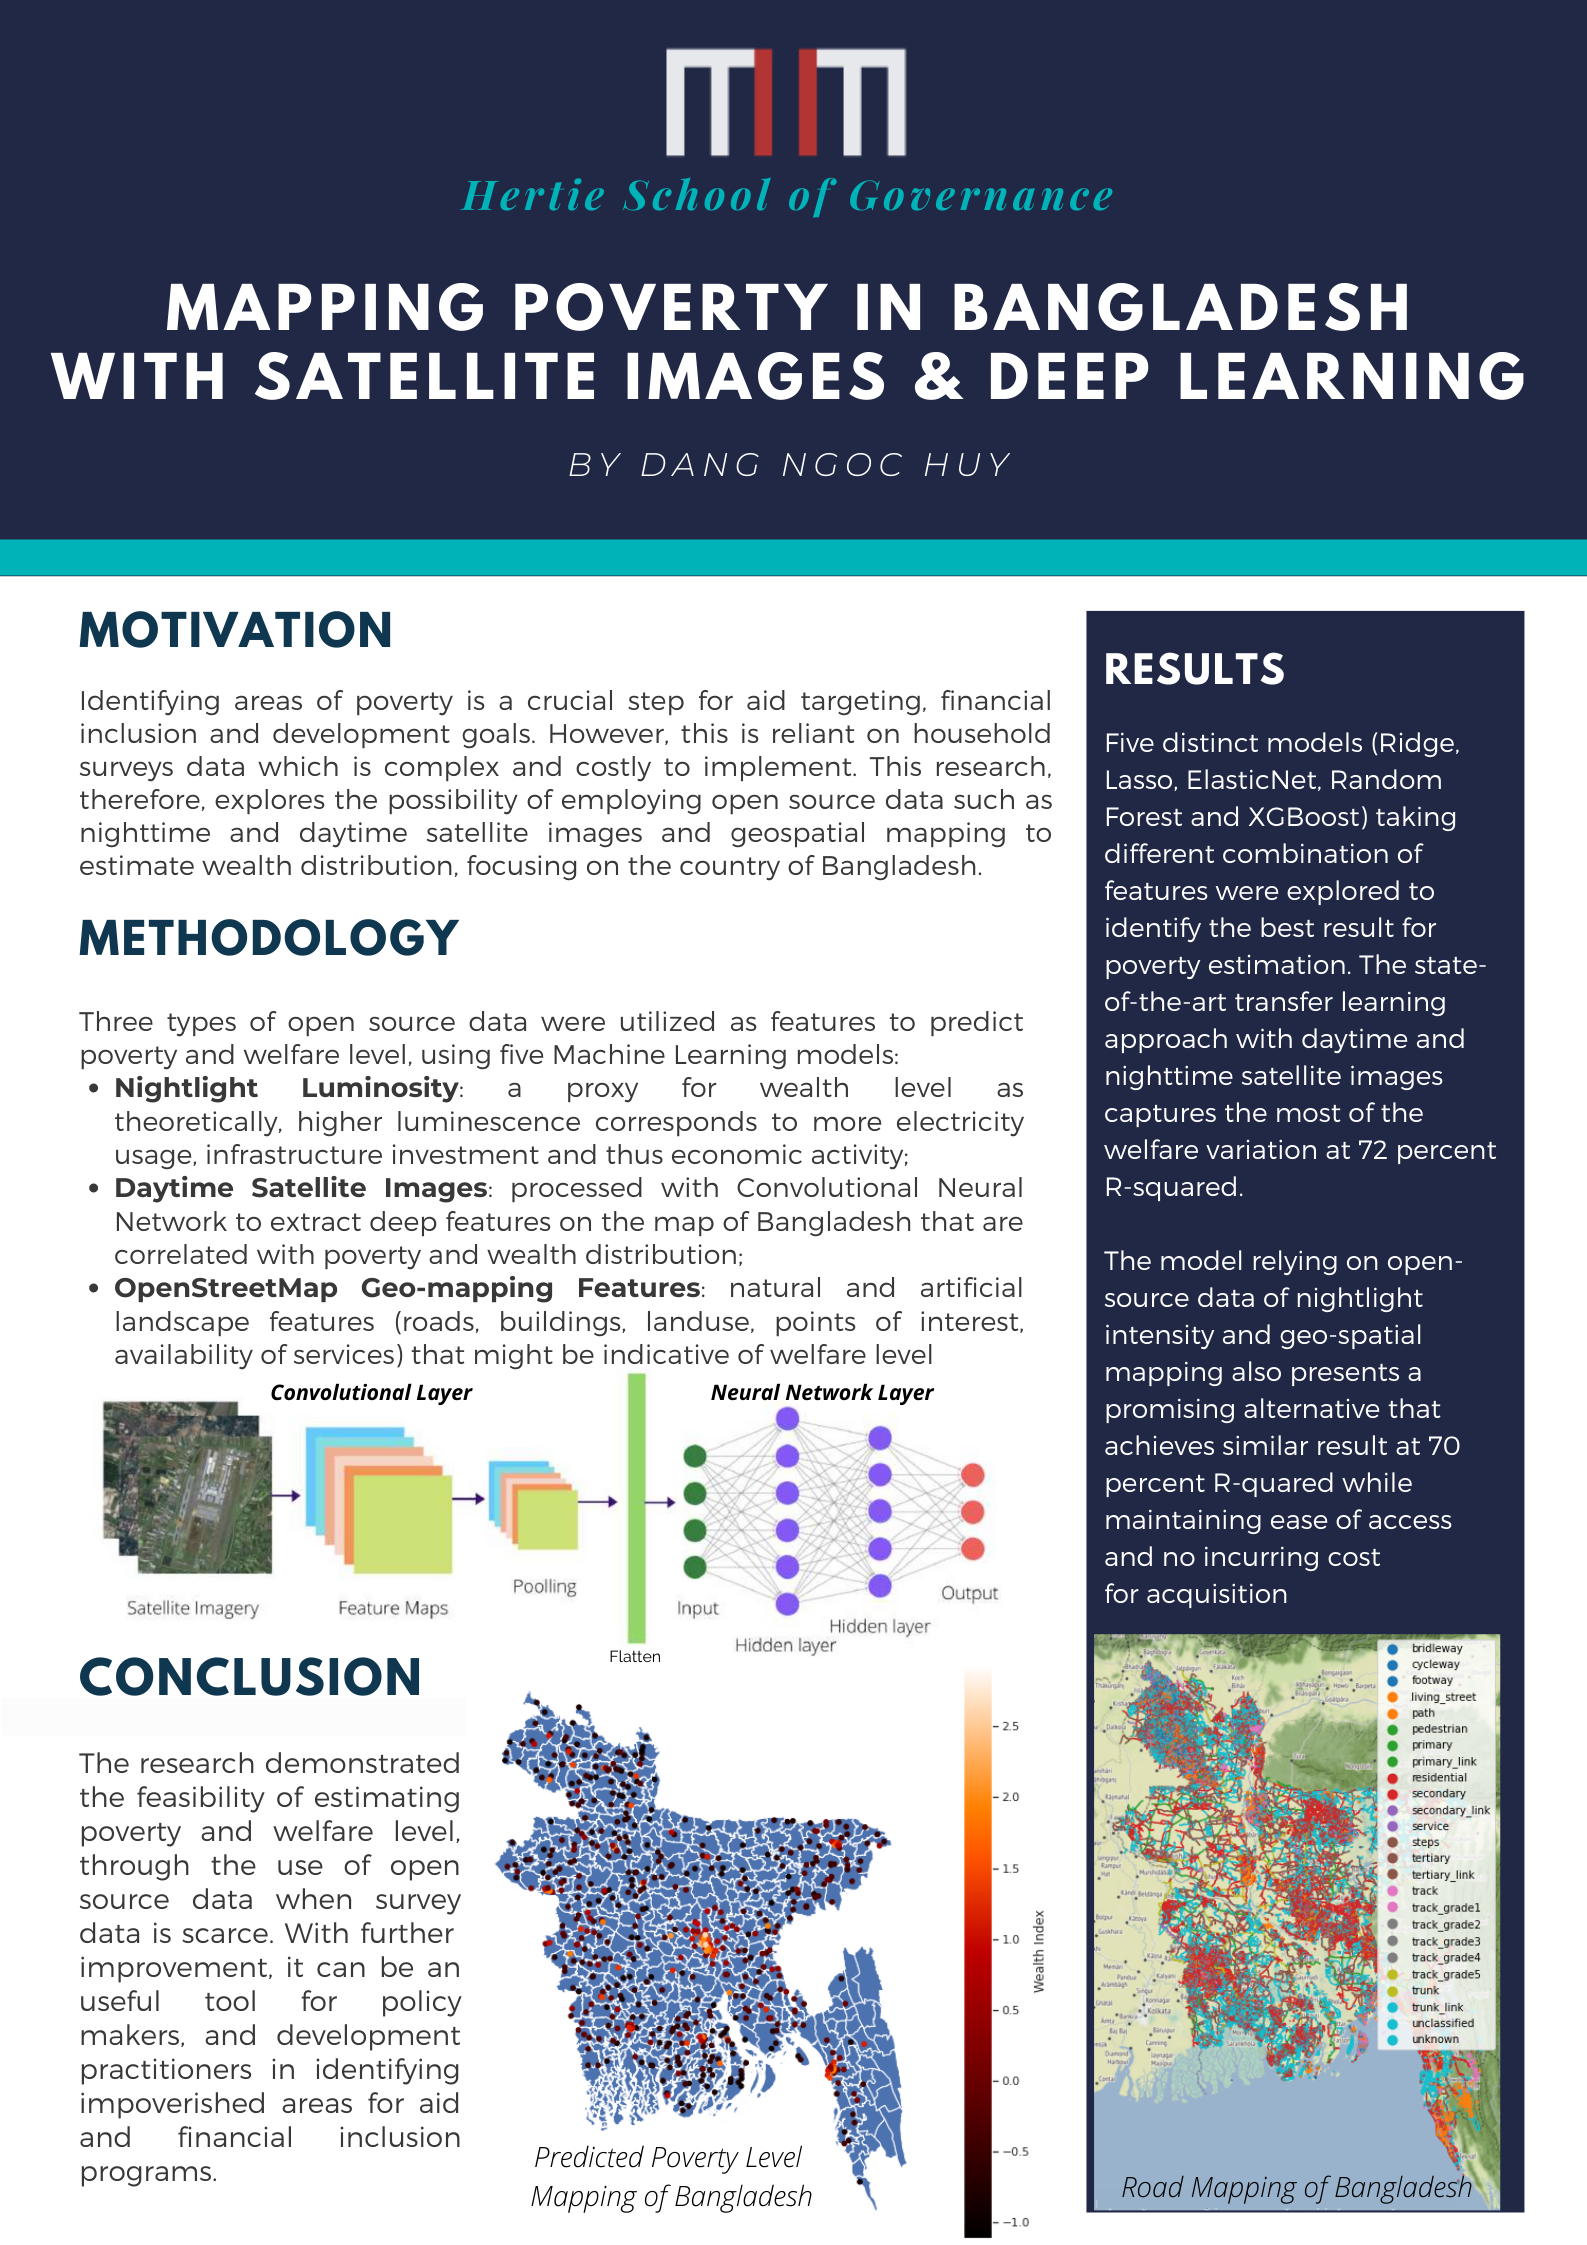 Hertie School of Governance
MAPPING POVERTY IN BANGLADESH
WITH SATELLITE IMAGES & DEEP LEARNING
BY DANG NGOC HUY
MOTIVATION
Identifying areas of poverty is a crucial step for aid targeting, financial
inclusion and development goals. However, this is reliant on household
surveys data which is complex and costly to implement. This research,
therefore, explores the possibility of employing open source data such as
nighttime and daytime satellite images and geospatial mapping to
estimate wealth distribution, focusing on the country of Bangladesh.
METHODOLOGY
Three types of open source data were utilized as features to predict
poverty and welfare level, using five Machine Learning models:
• Nightlight Luminosity: a proxy for wealth level as
theoretically, higher luminescence corresponds to more electricity
usage, infrastructure investment and thus economic activity;
• Daytime Satellite Images: processed with Convolutional Neural
Network to extract deep features on the map of Bangladesh that are
correlated with poverty and wealth distribution;
• OpenStreetMap Geo-mapping Features: natural and artificial
landscape features (roads, buildings, landuse, points of interest,
availability of services) that might be indicative of welfare level
Convolutional Layer
Neural Network Layer
Satellite Imagery
Feature Maps
Poolling
Flatten
Input
Hidden layer
Hidden layer
Output
CONCLUSION
The research demonstrated
the feasibility of estimating
poverty and welfare level,
through the use of open
source data when survey
data is scarce. With further
improvement, it can be an
useful tool for policy
makers, and development
practitioners in identifying
impoverished areas for aid
and financial inclusion
programs.
Predicted Poverty Level
Mapping of Bangladesh
2.5
2.0
1.5
1.0
0.5
0.0
−0.5
−1.0
Wealth Index
RESULTS
Five distinct models (Ridge,
Lasso, ElasticNet, Random
Forest and XGBoost) taking
different combination of
features were explored to
identify the best result for
poverty estimation. The state-
of-the-art transfer learning
approach with daytime and
nighttime satellite images
captures the most of the
welfare variation at 72 percent
R-squared.
The model relying on open-
source data of nightlight
intensity and geo-spatial
mapping also presents a
promising alternative that
achieves similar result at 70
percent R-quared while
maintaining ease of access
and no incurring cost
for acquisition
bridleway
cycleway
footway
living_street
path
pedestrian
primary
primary_link
residential
secondary
secondary_link
service
steps
tertiary
tertiary_link
track
track_grade1
track_grade2
track_grade3
track_grade4
track_grade5
trunk
trunk_link
unclassified
unknown
Kolkata
Road Mapping of Bangladesh